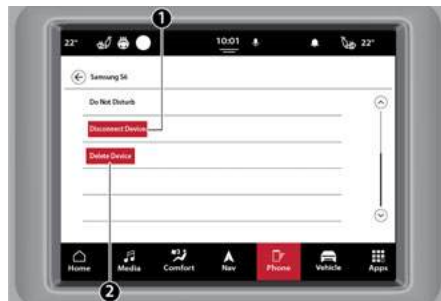 1
22° 10:01 22°
Samsung S6
Do Not Disturb
Disconnect Device
Delete Device
Home Media Comfort Nav Phone Vehicle Apps
2